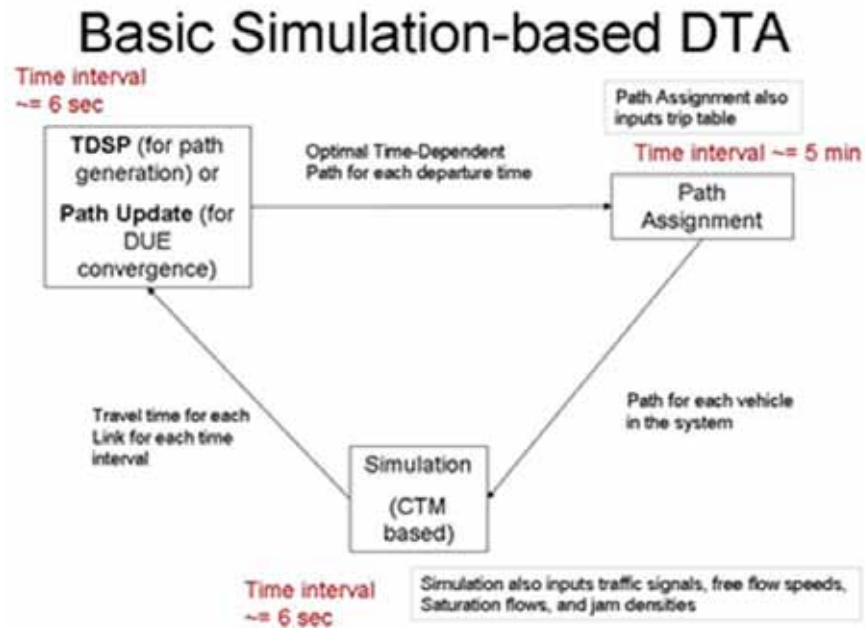 Basic Simulation-based DTA
Time interval
~= 6 sec
TDSP (for path
generation) or
Path Update (for
DUE
convergence)
Optimal Time-Dependent
Path for each departure time
Path Assignment also
inputs trip table
Time interval ~= 5 min
Path
Assignment
Path for each vehicle
in the system
Travel time for each
Link for each time
interval
Simulation
(CTM
based)
Time interval
~= 6 sec
Simulation also inputs traffic signals, free flow speeds,
Saturation flows, and jam densities